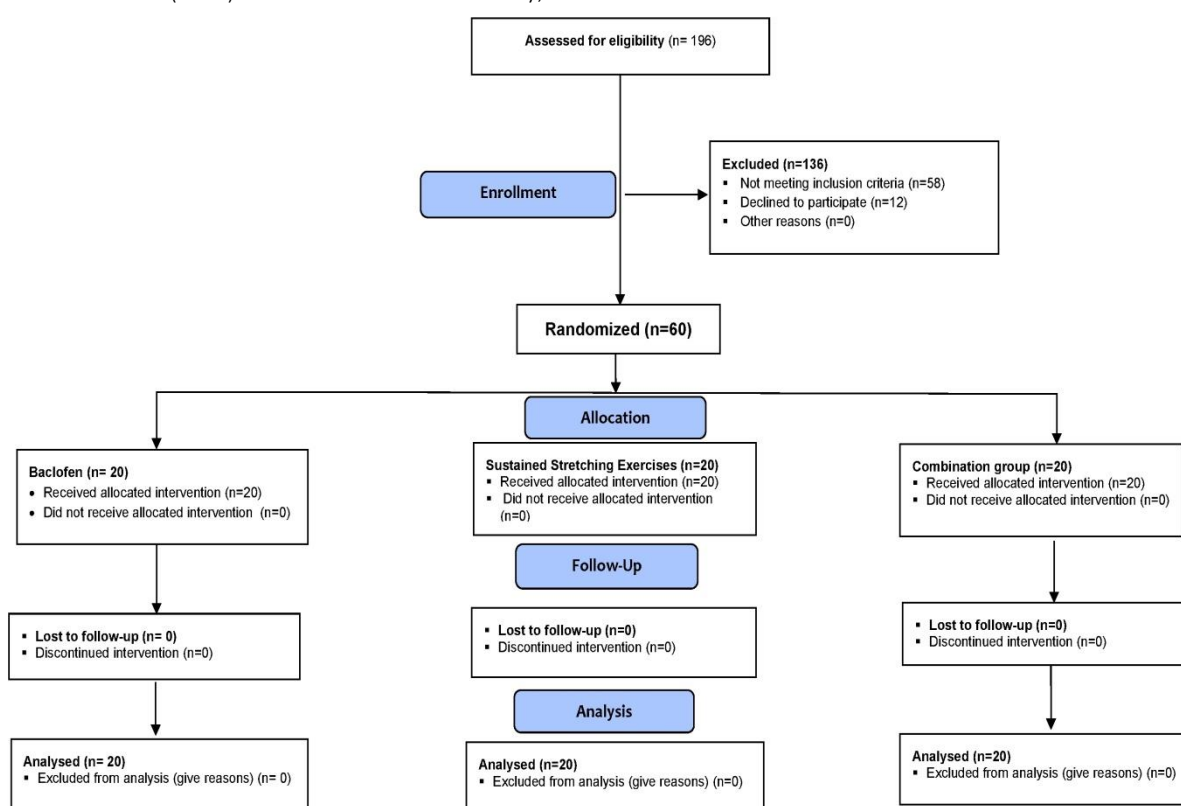 Assessed for eligibility (n= 196)
Enrollment
Excluded (n=136)
▪ Not meeting inclusion criteria (n=58)
▪ Declined to participate (n=12)
▪ Other reasons (n=0)
Randomized (n=60)
Allocation
Baclofen (n= 20)
• Received allocated intervention (n=20)
• Did not receive allocated intervention (n=0)
Sustained Stretching Exercises (n=20)
▪ Received allocated intervention (n=20)
▪ Did not receive allocated intervention
(n=0)
Combination group (n=20)
▪ Received allocated intervention (n=20)
▪ Did not receive allocated intervention (n=0)
Follow-Up
▪ Lost to follow-up (n= 0)
▪ Discontinued intervention (n=0)
▪ Lost to follow-up (n=0)
▪ Discontinued intervention (n=0)
▪ Lost to follow-up (n=0)
▪ Discontinued intervention (n=0)
Analysis
Analysed (n= 20)
▪ Excluded from analysis (give reasons) (n= 0)
Analysed (n=20)
▪ Excluded from analysis (give reasons) (n=0)
Analysed (n=20)
▪ Excluded from analysis (give reasons) (n=0)